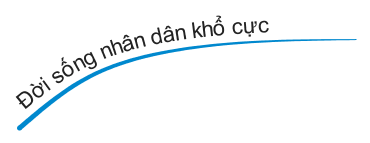 Đời sống nhân dân khổ cực